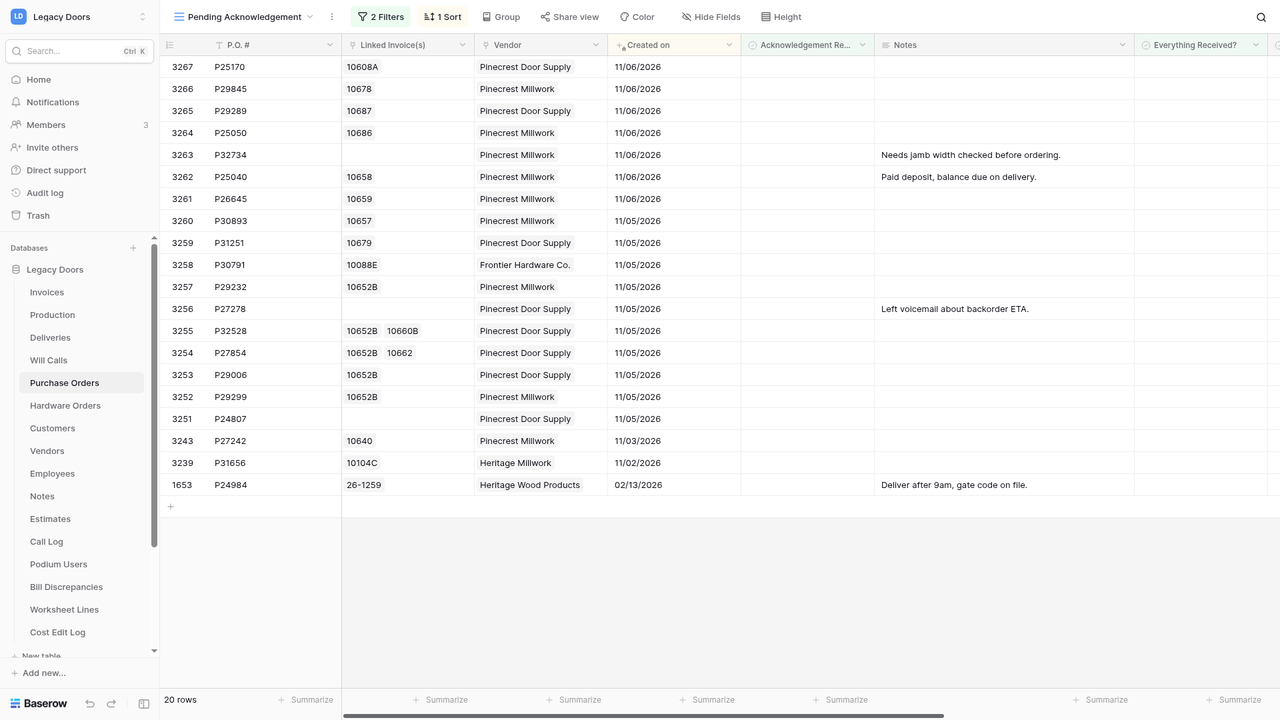 LD Legacy Doors
Search... Ctrl K
Home
Notifications
Members 3
Invite others
Direct support
Audit log
Trash
Databases
Legacy Doors
Invoices
Production
Deliveries
Will Calls
Purchase Orders
Hardware Orders
Customers
Vendors
Employees
Notes
Estimates
Call Log
Podium Users
Bill Discrepancies
Worksheet Lines
Cost Edit Log
New table
Add new...
Baserow
Pending Acknowledgement 2 Filters 1 Sort Group Share view Color Hide Fields Height
P.O. # Linked Invoice(s) Vendor Created on Acknowledgement Re... Notes Everything Received?
3267 P25170 10608A Pinecrest Door Supply 11/06/2026
3266 P29845 10678 Pinecrest Millwork 11/06/2026
3265 P29289 10687 Pinecrest Door Supply 11/06/2026
3264 P25050 10686 Pinecrest Millwork 11/06/2026
3263 P32734 Pinecrest Millwork 11/06/2026 Needs jamb width checked before ordering.
3262 P25040 10658 Pinecrest Millwork 11/06/2026 Paid deposit, balance due on delivery.
3261 P26645 10659 Pinecrest Millwork 11/06/2026
3260 P30893 10657 Pinecrest Millwork 11/05/2026
3259 P31251 10679 Pinecrest Door Supply 11/05/2026
3258 P30791 10088E Frontier Hardware Co. 11/05/2026
3257 P29232 10652B Pinecrest Millwork 11/05/2026
3256 P27278 Pinecrest Door Supply 11/05/2026 Left voicemail about backorder ETA.
3255 P32528 10652B 10660B Pinecrest Door Supply 11/05/2026
3254 P27854 10652B 10662 Pinecrest Door Supply 11/05/2026
3253 P29006 10652B Pinecrest Door Supply 11/05/2026
3252 P29299 10652B Pinecrest Millwork 11/05/2026
3251 P24807 Pinecrest Door Supply 11/05/2026
3243 P27242 10640 Pinecrest Millwork 11/03/2026
3239 P31656 10104C Heritage Millwork 11/02/2026
1653 P24984 26-1259 Heritage Wood Products 02/13/2026 Deliver after 9am, gate code on file.
20 rows Summarize Summarize Summarize Summarize Summarize Summarize Summarize